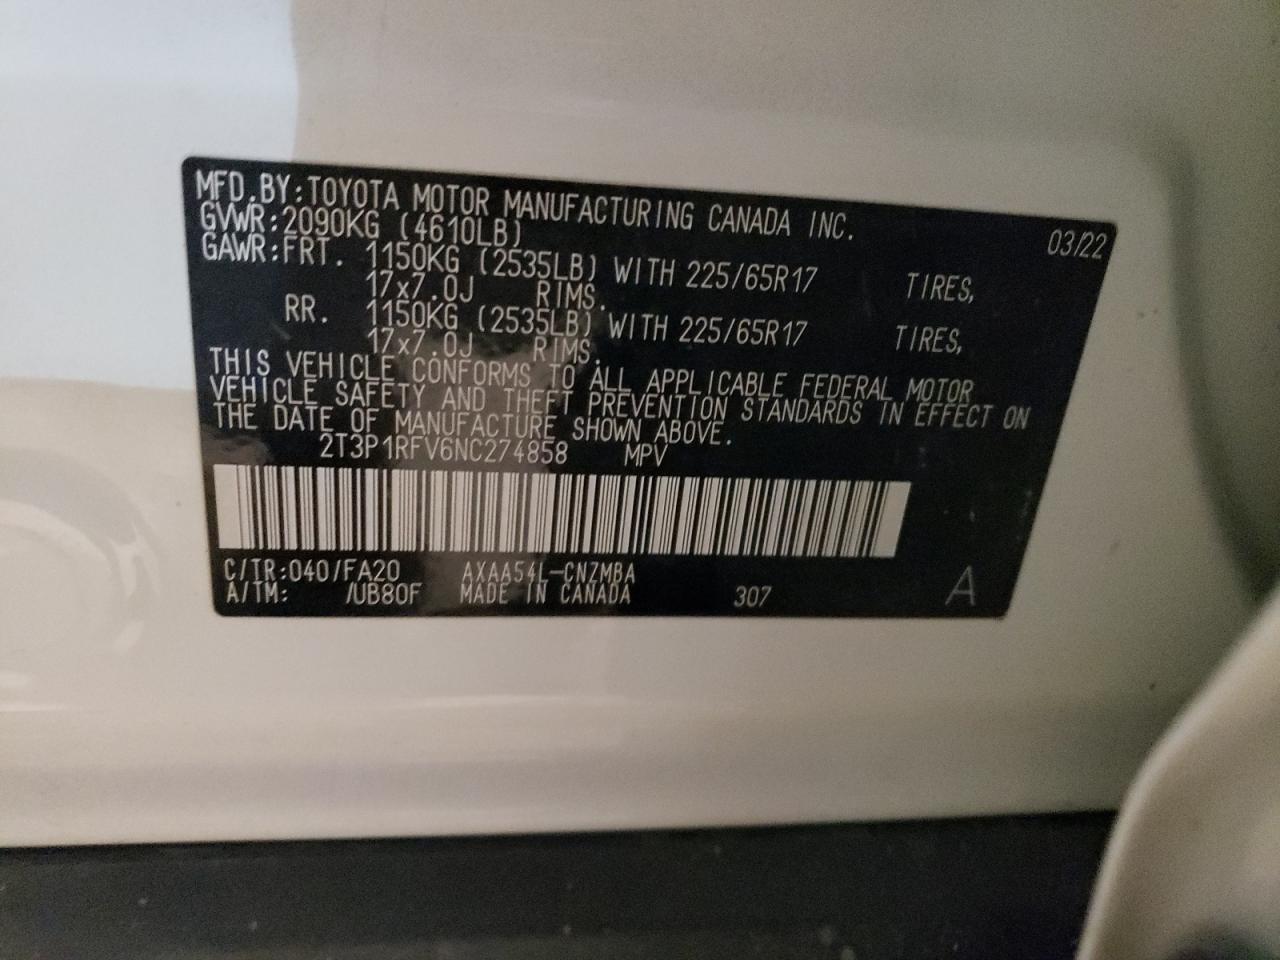 MFD.BY:TOYOTA MOTOR MANUFACTURING CANADA INC. 03/22
GVWR:2090KG (4610LB)
GAWR:FRT. 1150KG (2535LB) WITH 225/65R17 TIRES,
17x7.0J RIMS.
RR. 1150KG (2535LB) WITH 225/65R17 TIRES,
17x7.0J RIMS.
THIS VEHICLE CONFORMS TO ALL APPLICABLE FEDERAL MOTOR
VEHICLE SAFETY AND THEFT PREVENTION STANDARDS IN EFFECT ON
THE DATE OF MANUFACTURE SHOWN ABOVE.
2T3P1RFV6NC274858 MPV
C/TR:040/FA20 AXAA54L-CNZMBA
A/TM: /UB80F MADE IN CANADA 307 A